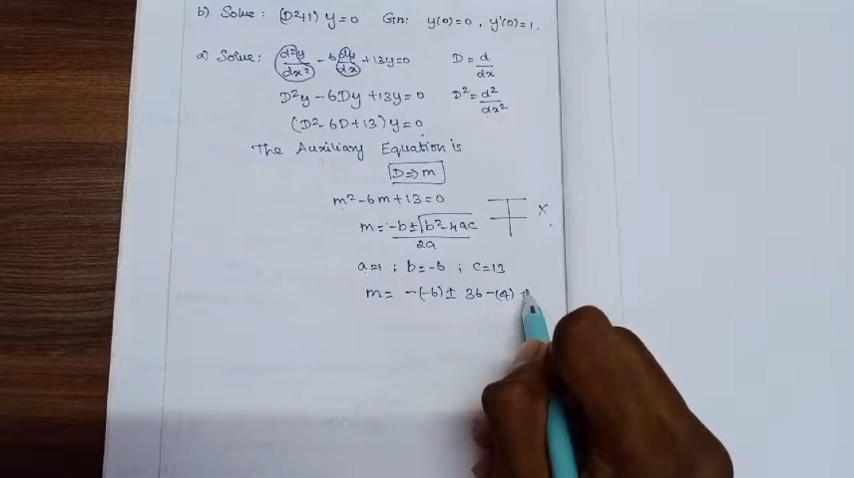 b) Solve : (D²+1) y=0 Gn: y(0)=0 , y'(0)=1.
a) Solve: d²y/dx² - 6 dy/dx +13y=0 D = d/dx
D²y - 6Dy +13y = 0 D² = d²/dx²
(D²- 6D+13) y = 0
The Auxiliary Equation is
D => m
m² - 6m + 13 = 0
m = -b ± √b² - 4ac / 2a X
a=1 ; b = -6 ; c = 13
m = -(-6) ± 36 - (4)